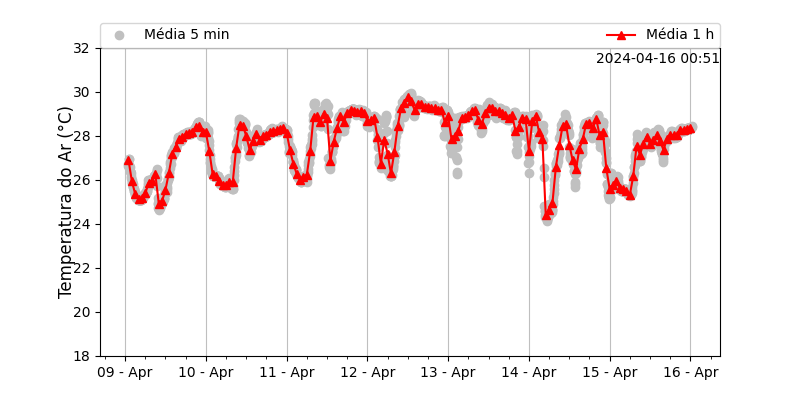 Média 5 min
Média 1 h
2024-04-16 00:51
Temperatura do Ar (°C)
32
30
28
26
24
22
20
18
09 - Apr
10 - Apr
11 - Apr
12 - Apr
13 - Apr
14 - Apr
15 - Apr
16 - Apr